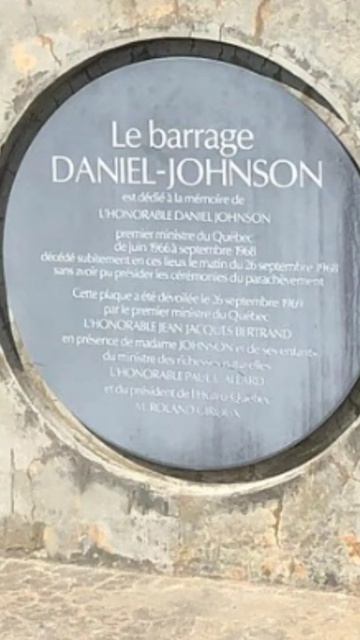 Le barrage
DANIEL-JOHNSON
est dédié à la mémoire de
L'HONORABLE DANIEL JOHNSON
premier ministre du Québec
de juin 1966 à septembre 1968
décédé subitement en ces lieux le matin du 26 septembre 1968
sans avoir pu présider les cérémonies du parachèvement
Cette plaque a été dévoilée le 26 septembre 1969
par le premier ministre du Québec
L'HONORABLE JEAN JACQUES BERTRAND
en présence de madame JOHNSON et de ses enfants
du ministre des richesses naturelles
L'HONORABLE PAUL ALLARD
et du président de l'Hydro-Québec
M. ROLAND GIROUX